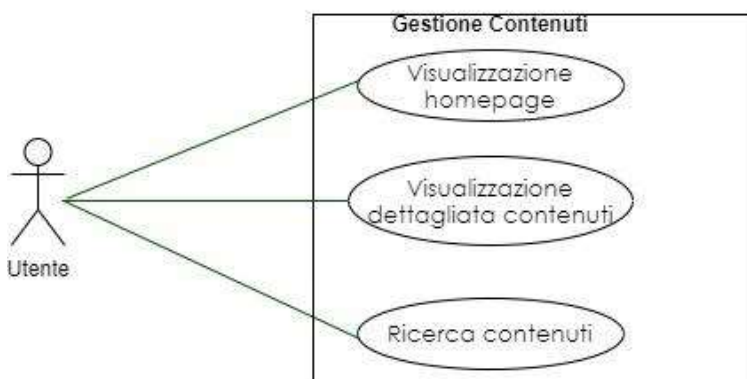 Gestione Contenuti
Visualizzazione
homepage
Visualizzazione
dettagliata contenuti
Utente
Ricerca contenuti